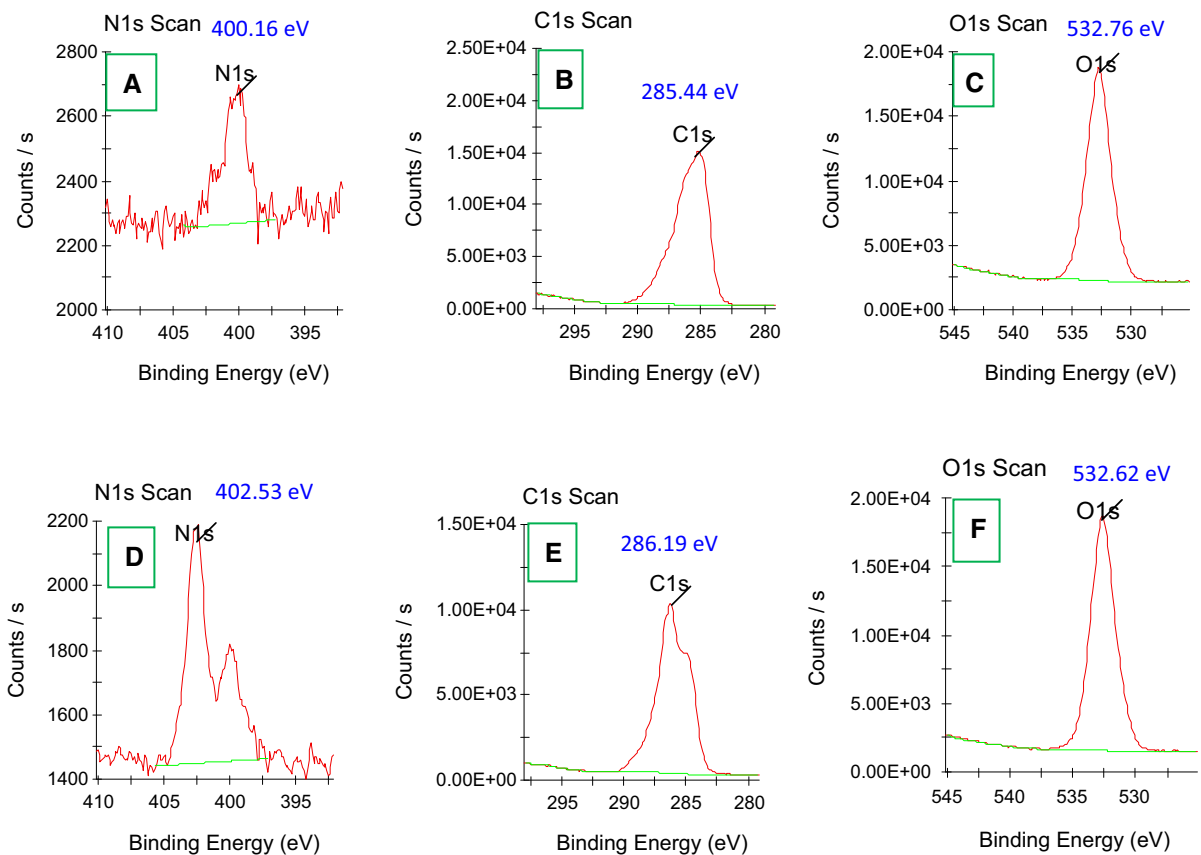 N1s Scan 400.16 eV
A
N1s
2800
2600
2400
2200
2000
Counts / s
410 405 400 395
Binding Energy (eV)
C1s Scan
B
285.44 eV
C1s
2.50E+04
2.00E+04
1.50E+04
1.00E+04
5.00E+03
0.00E+00
Counts / s
295 290 285 280
Binding Energy (eV)
O1s Scan 532.76 eV
C
O1s
2.00E+04
1.50E+04
1.00E+04
5.00E+03
0.00E+00
Counts / s
545 540 535 530
Binding Energy (eV)
N1s Scan 402.53 eV
D
N1s
2200
2000
1800
1600
1400
Counts / s
410 405 400 395
Binding Energy (eV)
C1s Scan
E
286.19 eV
C1s
1.50E+04
1.00E+04
5.00E+03
0.00E+00
Counts / s
295 290 285 280
Binding Energy (eV)
O1s Scan 532.62 eV
F
O1s
2.00E+04
1.50E+04
1.00E+04
5.00E+03
0.00E+00
Counts / s
545 540 535 530
Binding Energy (eV)